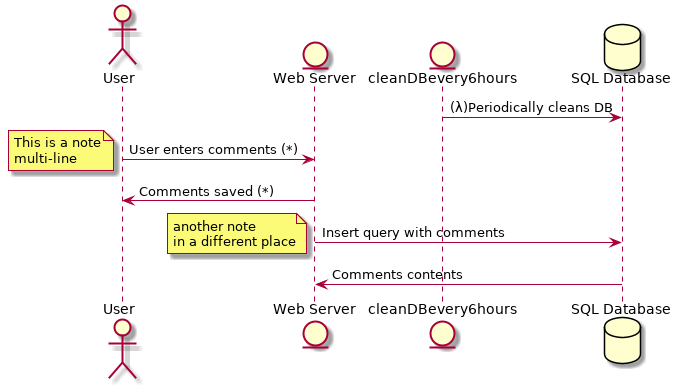 User
Web Server
cleanDBevery6hours
SQL Database
(λ)Periodically cleans DB
This is a note
multi-line
User enters comments (*)
Comments saved (*)
another note
in a different place
Insert query with comments
Comments contents
User
Web Server
cleanDBevery6hours
SQL Database